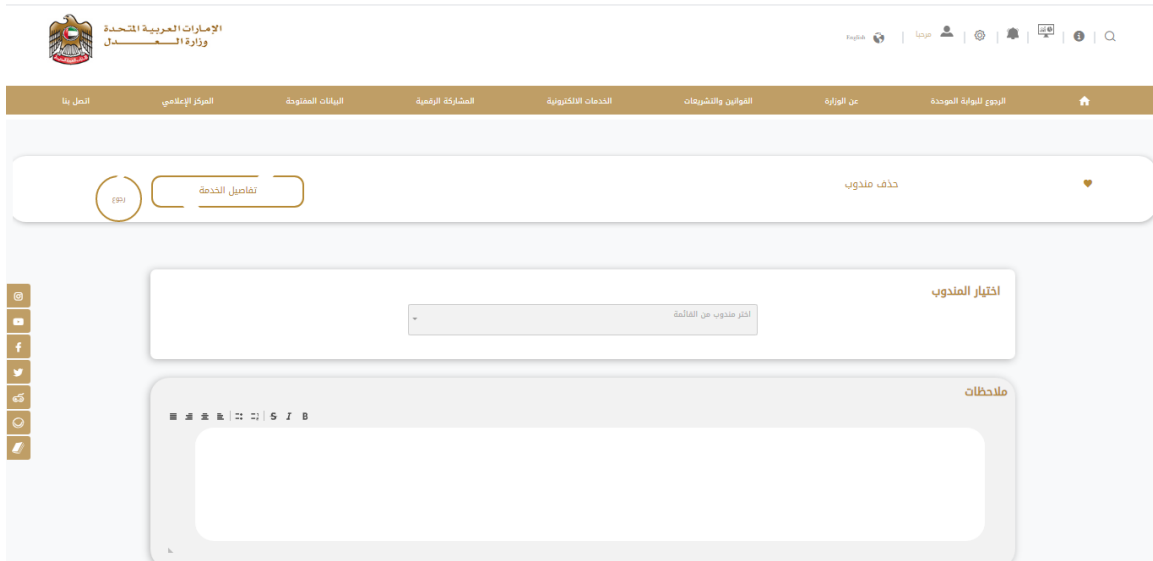 الإمارات العربية المتحدة
وزارة العدل
مرحبا
English
الرجوع للبوابة الموحدة
عن الوزارة
القوانين والتشريعات
الخدمات الالكترونية
المشاركة الرقمية
البيانات المفتوحة
المركز الإعلامي
اتصل بنا
حذف مندوب
تفاصيل الخدمة
رجوع
اختيار المندوب
اختر مندوب من القائمة
ملاحظات
B I S